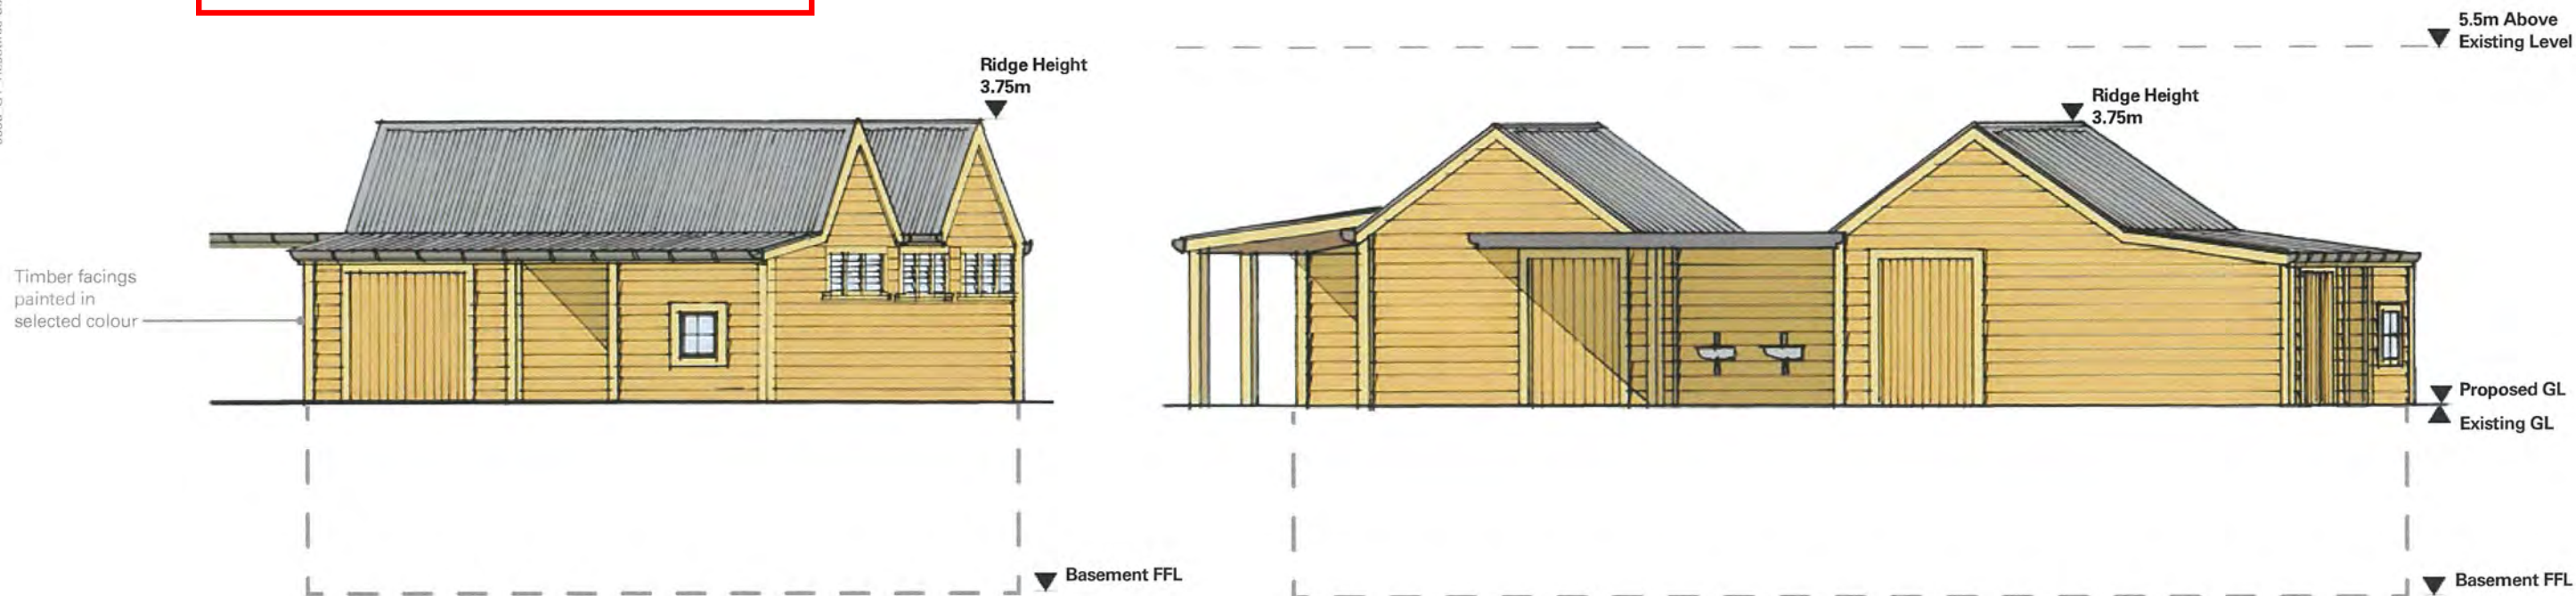 5.5m Above
Existing Level
Ridge Height
3.75m
Ridge Height
3.75m
Timber facings
painted in
selected colour
Proposed GL
Existing GL
Basement FFL
Basement FFL